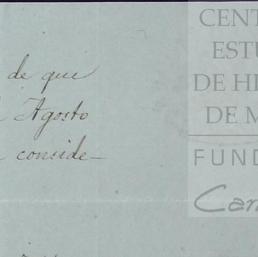 de que
Agosto
conside-
CENT
ESTU
DE HI
DE M
FUND
Car